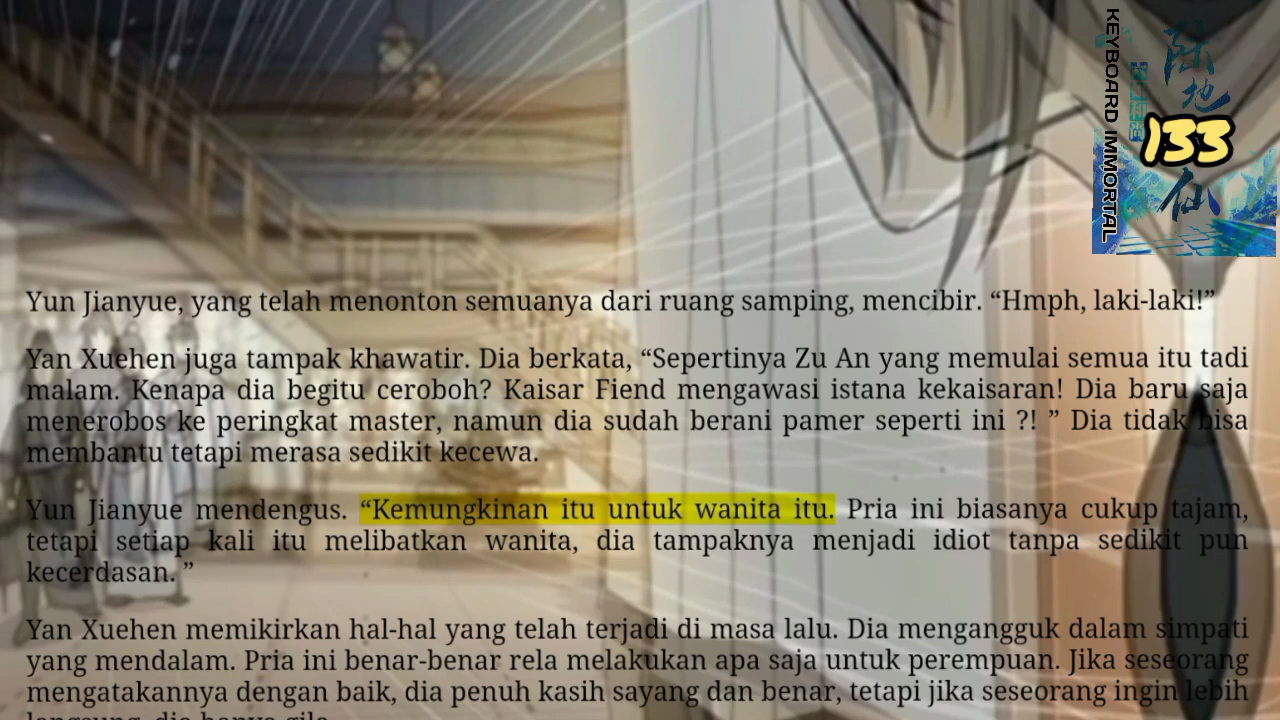 KEYBOARD IMMORTAL
陆地
133
仙
Yun Jianyue, yang telah menonton semuanya dari ruang samping, mencibir. “Hmph, laki-laki!”
Yan Xuehen juga tampak khawatir. Dia berkata, “Sepertinya Zu An yang memulai semua itu tadi
malam. Kenapa dia begitu ceroboh? Kaisar Fiend mengawasi istana kekaisaran! Dia baru saja
menerobos ke peringkat master, namun dia sudah berani pamer seperti ini ?! ” Dia tidak bisa
membantu tetapi merasa sedikit kecewa.
Yun Jianyue mendengus. “Kemungkinan itu untuk wanita itu. Pria ini biasanya cukup tajam,
tetapi setiap kali itu melibatkan wanita, dia tampaknya menjadi idiot tanpa sedikit pun
kecerdasan. ”
Yan Xuehen memikirkan hal-hal yang telah terjadi di masa lalu. Dia mengangguk dalam simpati
yang mendalam. Pria ini benar-benar rela melakukan apa saja untuk perempuan. Jika seseorang
mengatakannya dengan baik, dia penuh kasih sayang dan benar, tetapi jika seseorang ingin lebih
langsung, dia hanya gila.